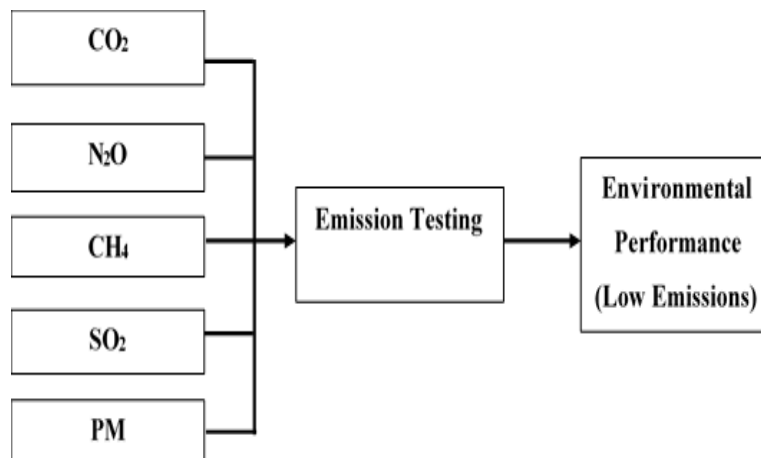 CO₂
N₂O
CH₄
SO₂
PM
Emission Testing
Environmental
Performance
(Low Emissions)